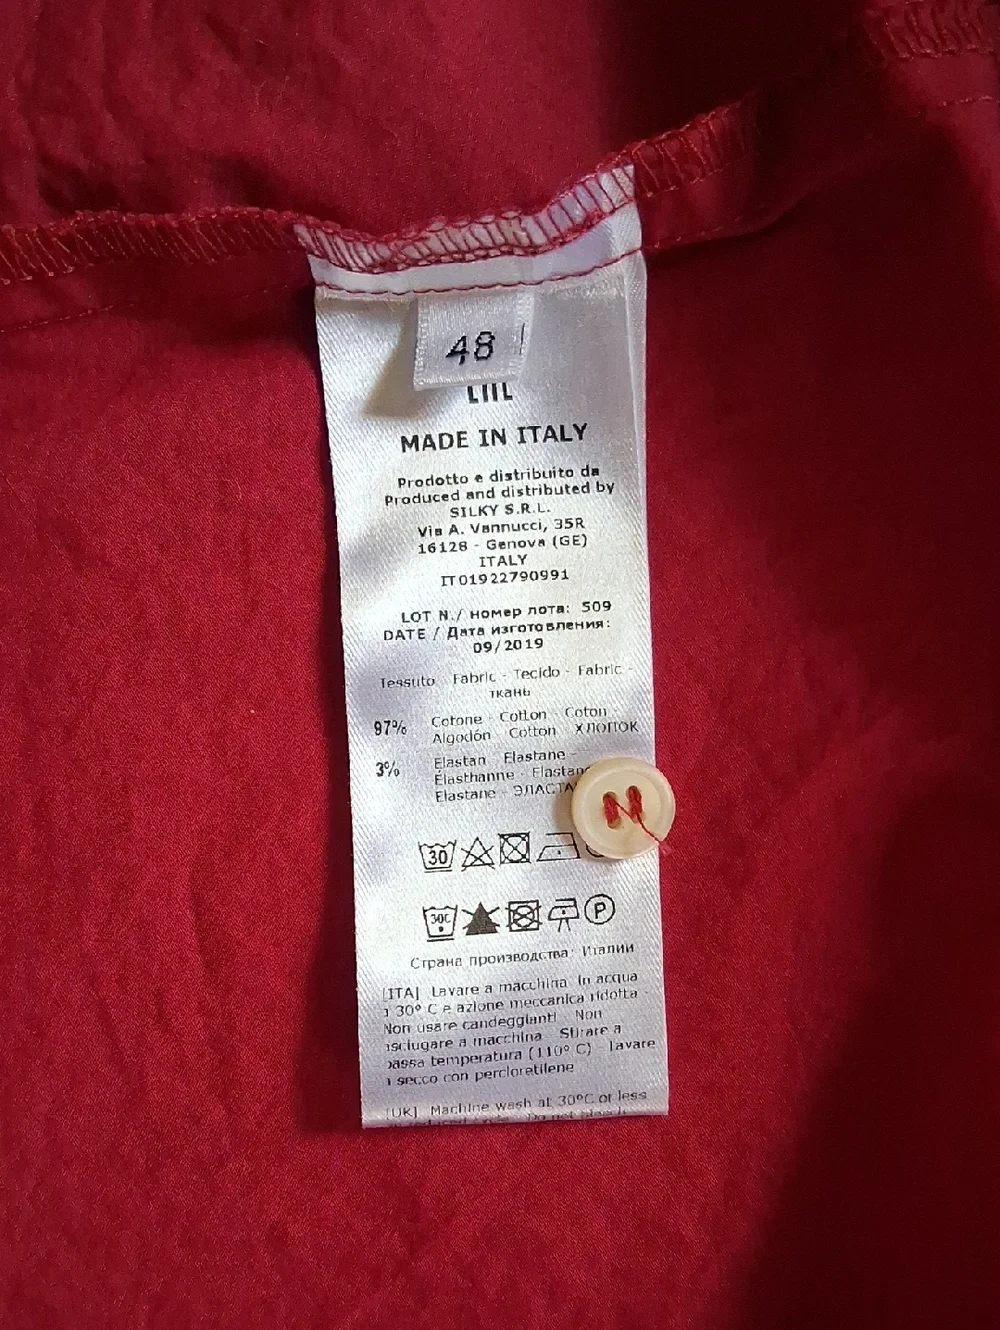 48
MADE IN ITALY
Prodotto e distribuito da
Produced and distributed by
SILKY S.R.L.
Via A. Vannucci, 35R
16128 - Genova (GE)
ITALY
IT01922790991
LOT N./ номер лота: 509
DATE / Дата изготовления:
09/2019
Tessuto - Fabric - Tecido - Fabric -
ткань
97% Cotone - Cotton - Coton
Algodón Cotton ХЛОПОК
3% Elastan - Elastane -
Élasthanne - Elastan
Elastane - ЭЛАСТА
30
30C P
Страна производства: Италии
[ITA] Lavare a macchina in acqua
30° C e azione meccanica ridotta -
Non usare candeggianti - Non
asciugare a macchina Stirare a
bassa temperatura (110° C) - lavare
a secco con percloretilene
[UK] Machine wash at 30°C or less